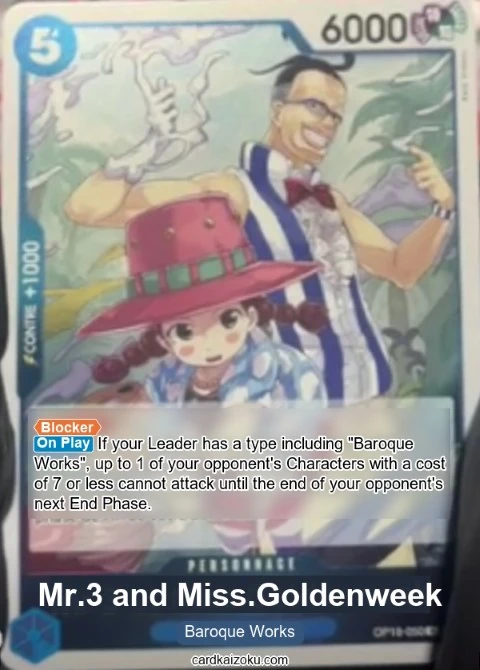 5
6000
CONTRE +1000
Blocker
On Play If your Leader has a type including "Baroque
Works", up to 1 of your opponent's Characters with a cost
of 7 or less cannot attack until the end of your opponent's
next End Phase.
PERSONNAGE
Mr.3 and Miss.Goldenweek
Baroque Works
cardkaizoku.com